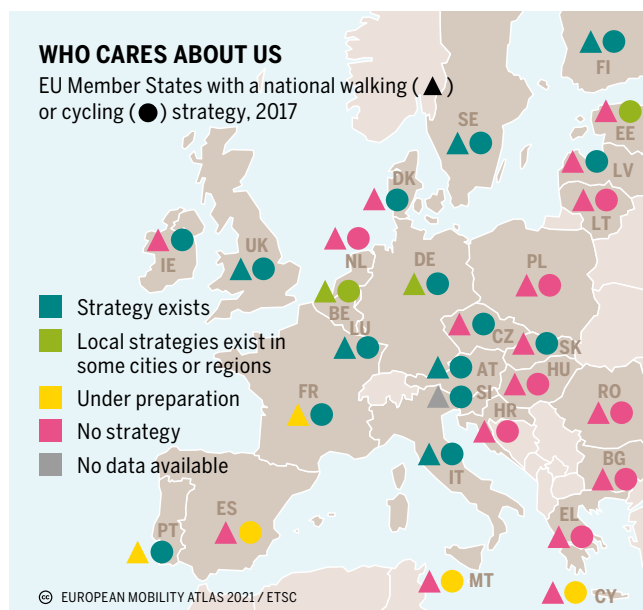 WHO CARES ABOUT US
EU Member States with a national walking (▲)
or cycling (●) strategy, 2017
FI
EE
SE
LV
DK
LT
IE
UK
NL
DE
PL
BE
Strategy exists
LU
CZ
SK
Local strategies exist in
some cities or regions
AT
HU
SI
FR
RO
Under preparation
HR
No strategy
BG
No data available
IT
ES
PT
EL
MT
CY
cc EUROPEAN MOBILITY ATLAS 2021 / ETSC